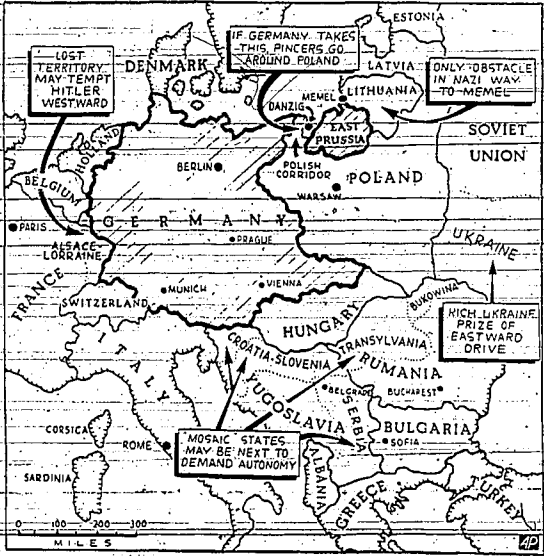 ESTONIA
IF GERMANY TAKES
THIS, PINCERS GO
AROUND POLAND
LOST
TERRITORY
MAY TEMPT
HITLER
WESTWARD
DENMARK
LATVIA
ONLY OBSTACLE
IN NAZI WAY
TO MEMEL
MEMEL
LITHUANIA
DANZIG
EAST
PRUSSIA
SOVIET
UNION
HOLLAND
BERLIN
POLISH
CORRIDOR
POLAND
WARSAW
BELGIUM
GERMANY
PARIS
PRAGUE
UKRAINE
ALSACE-
LORRAINE
FRANCE
MUNICH
VIENNA
SWITZERLAND
BUKOWINA
HUNGARY
RICH UKRAINE
PRIZE OF
EASTWARD
DRIVE
ITALY
CROATIA-SLOVENIA
TRANSYLVANIA
RUMANIA
YUGOSLAVIA
BELGRADE
BUCHAREST
SERBIA
CORSICA
ROME
MOSAIC STATES
MAY BE NEXT TO
DEMAND AUTONOMY
BULGARIA
SOFIA
SARDINIA
ALBANIA
GREECE
TURKEY
0 100 200 300
MILES
AP